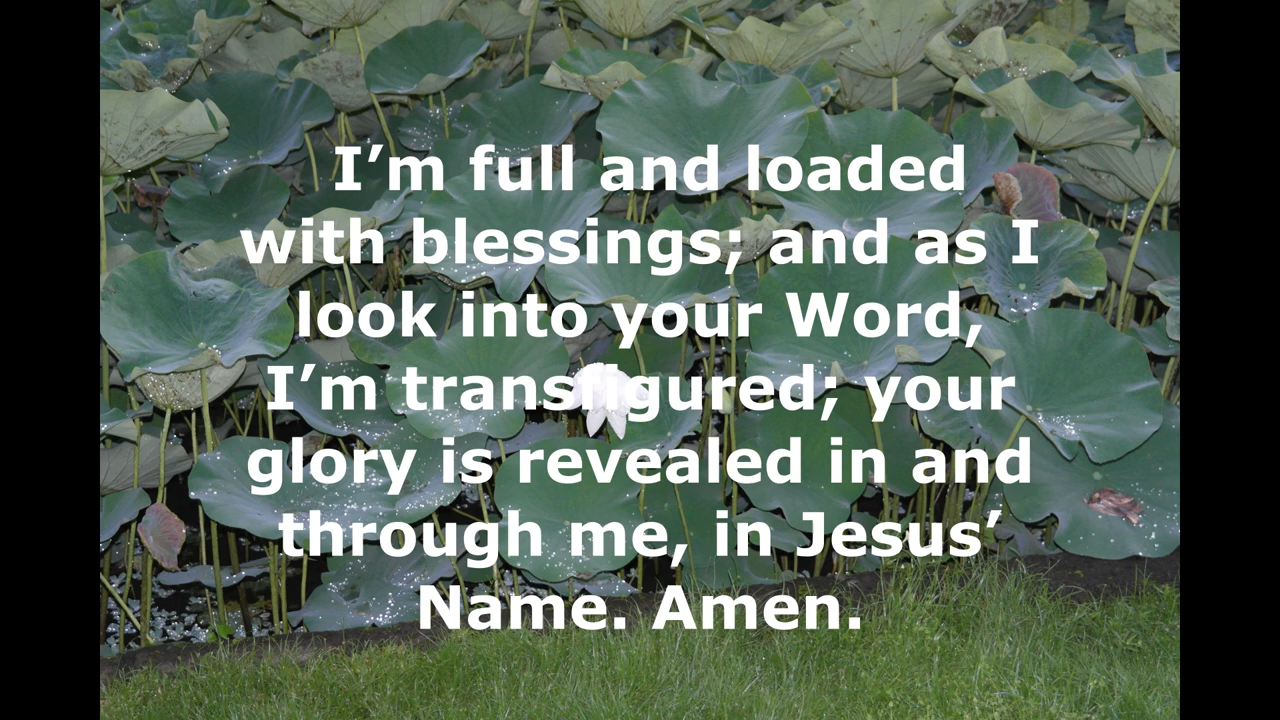 I’m full and loaded
with blessings; and as I
look into your Word,
I’m transfigured; your
glory is revealed in and
through me, in Jesus’
Name. Amen.